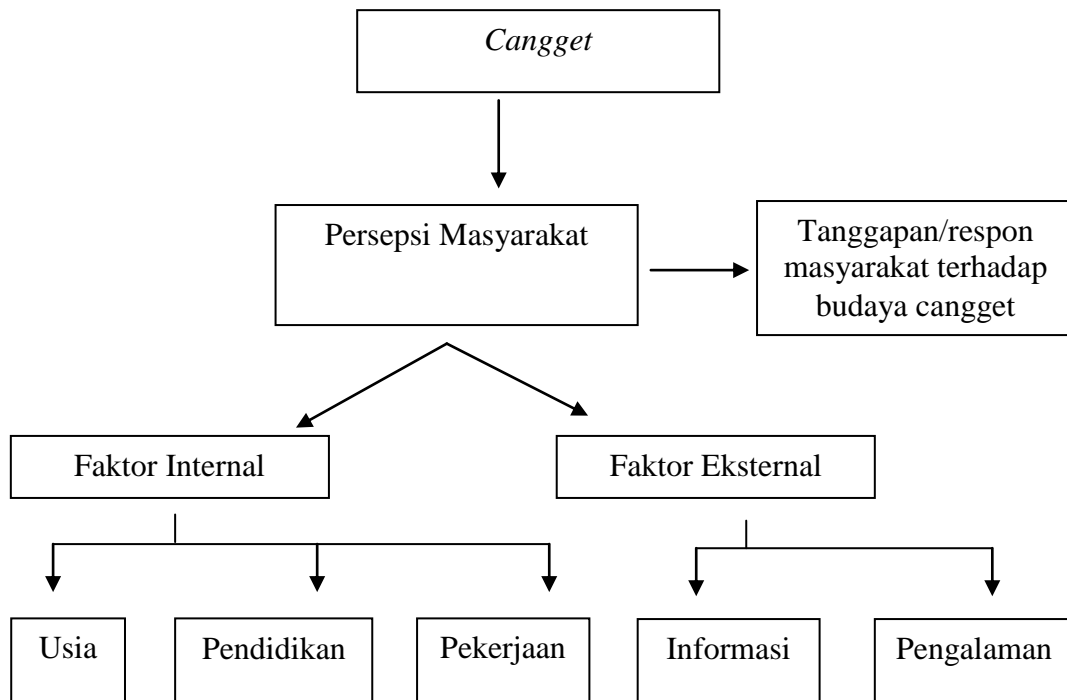 Cangget
Persepsi Masyarakat
Tanggapan/respon
masyarakat terhadap
budaya cangget
Faktor Internal
Faktor Eksternal
Usia
Pendidikan
Pekerjaan
Informasi
Pengalaman